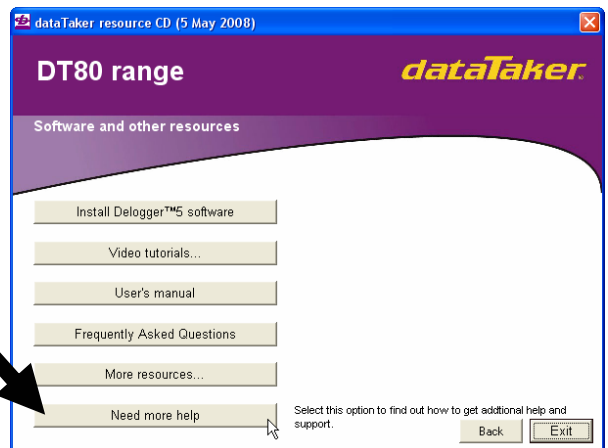 dataTaker resource CD (5 May 2008)
DT80 range
dataTaker.
Software and other resources
Install Delogger™5 software
Video tutorials...
User's manual
Frequently Asked Questions
More resources...
Need more help
Select this option to find out how to get addtional help and
support.
Back
Exit